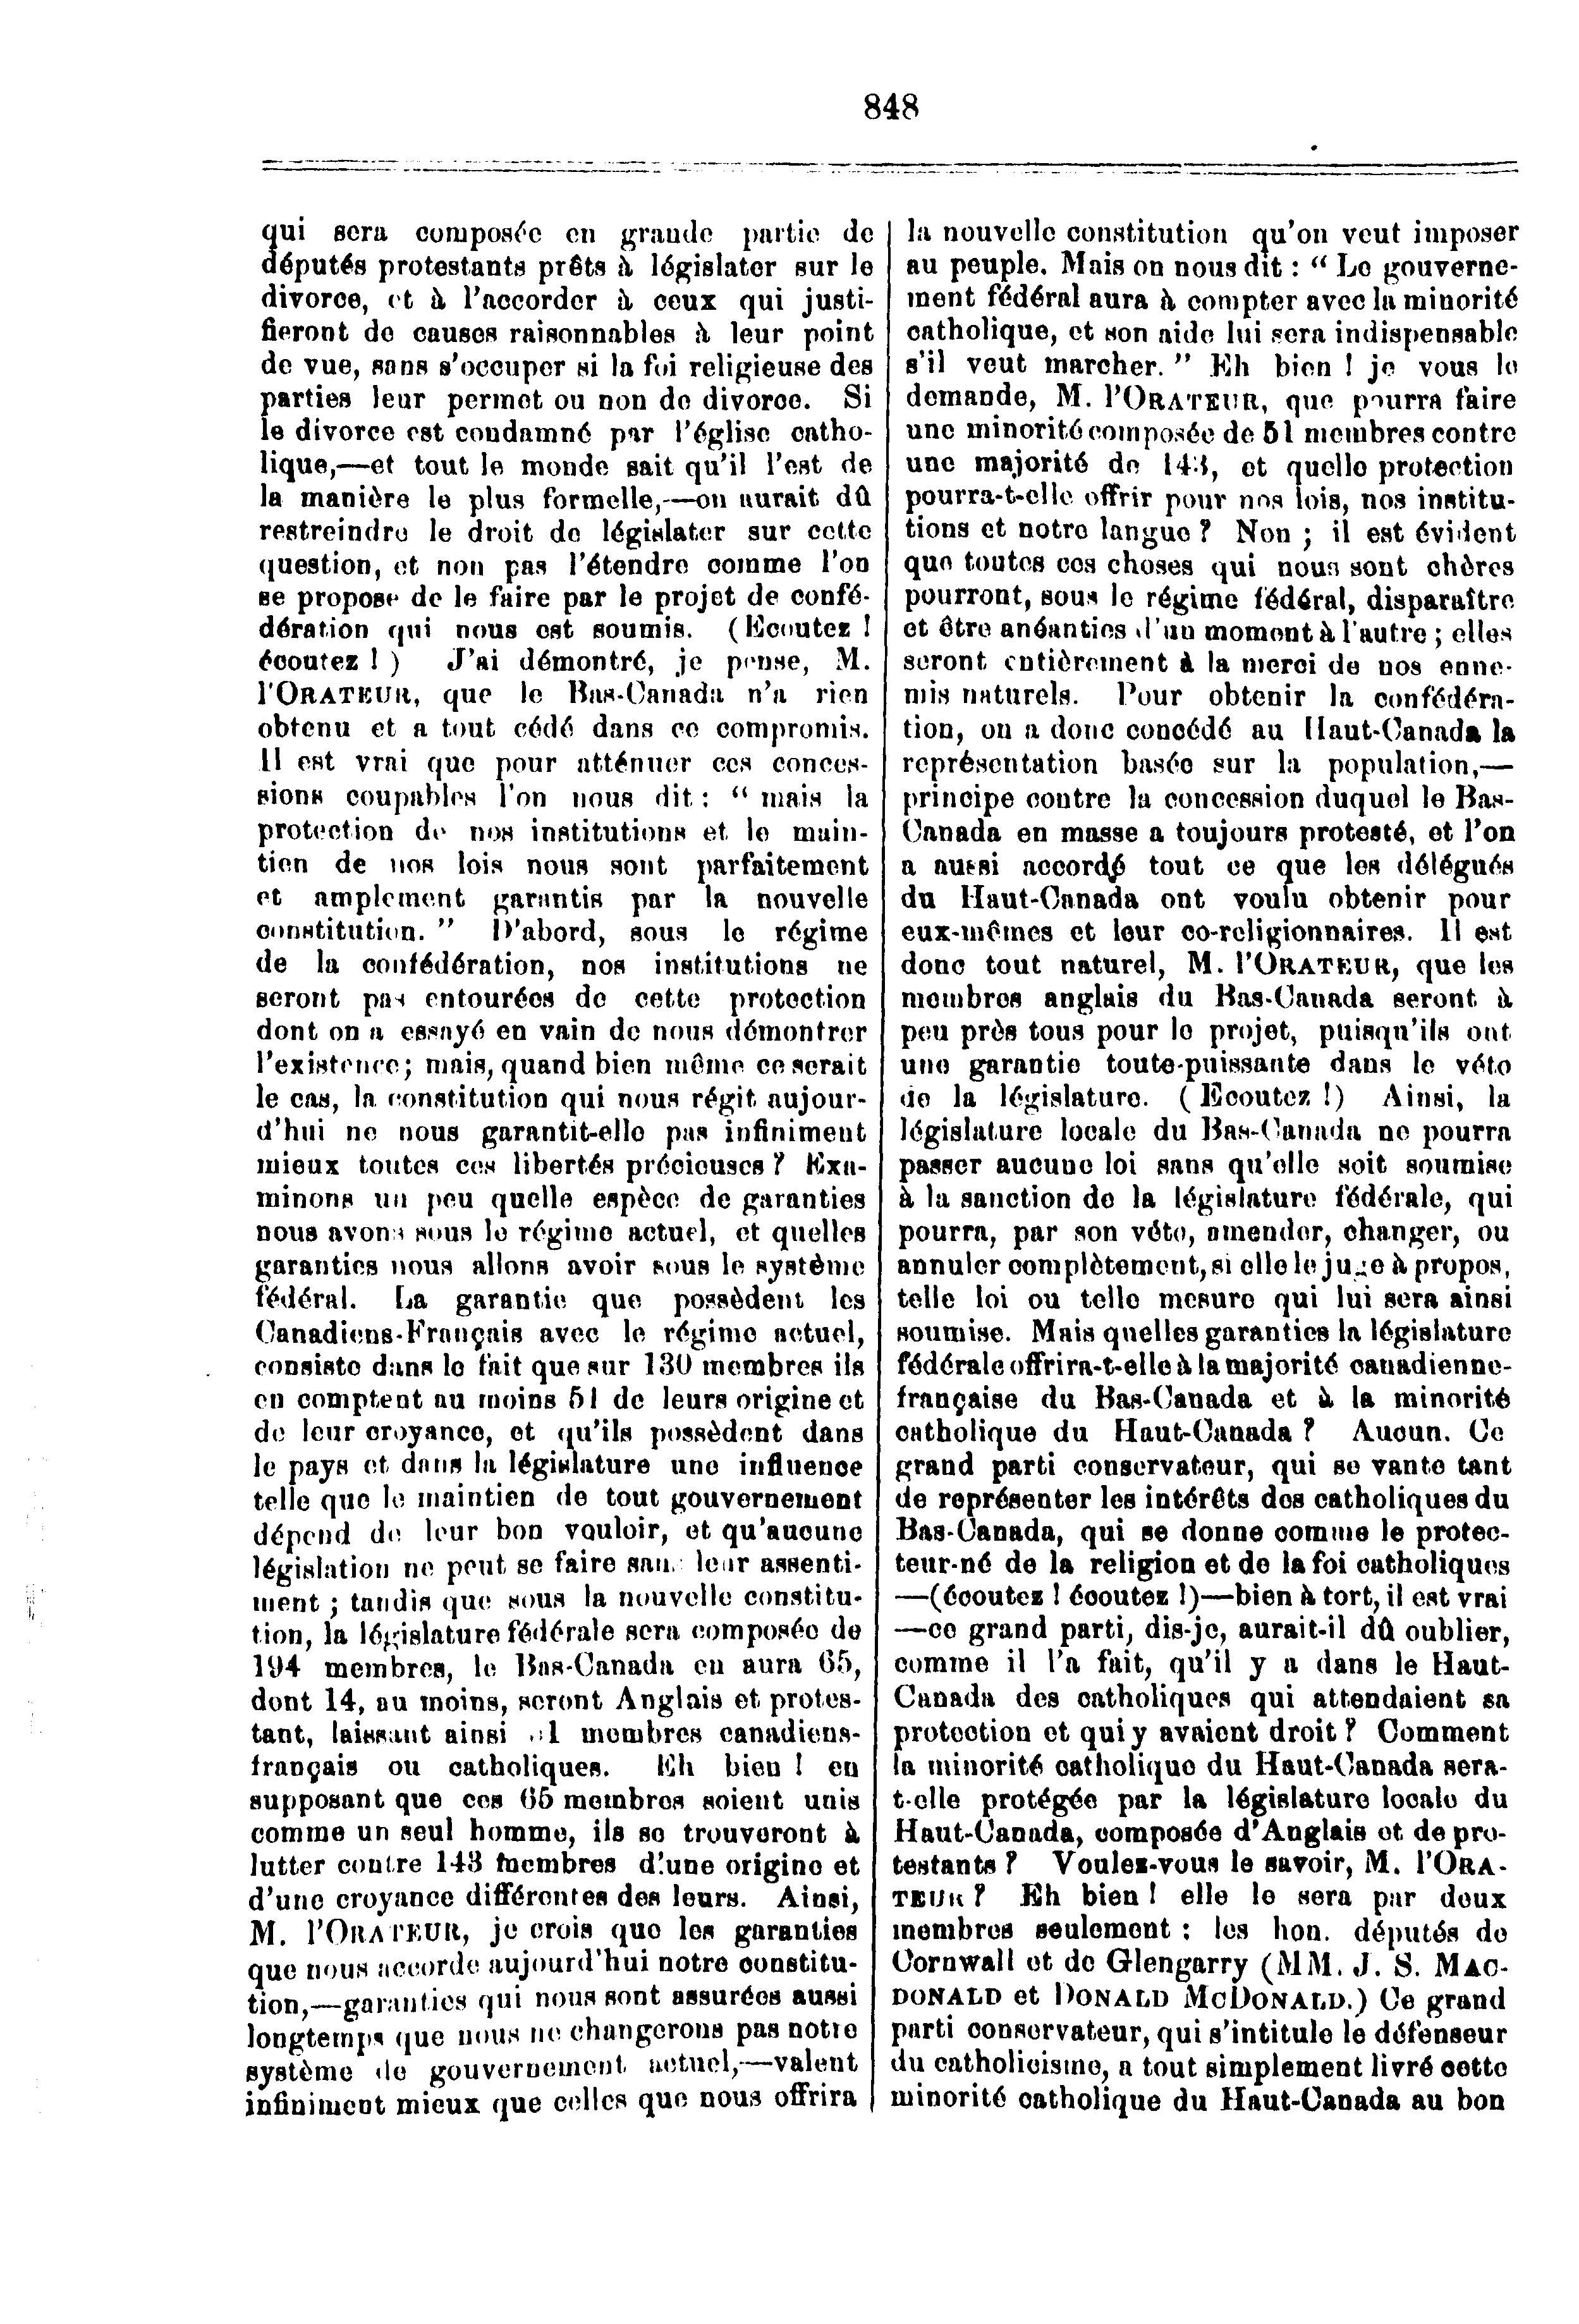 848
qui sera composée en grande partie de
députés protestants prêts à législater sur le
divorce, et à l'accorder à ceux qui justi-
fieront de causes raisonnables à leur point
de vue, sans s'occuper si la foi religieuse des
parties leur permet ou non de divorce. Si
le divorce est condamné par l'église catho-
lique,—et tout le monde sait qu'il l'est de
la manière le plus formelle,—on aurait dû
restreindre le droit de législater sur cette
question, et non pas l'étendre comme l'on
se propose de le faire par le projet de confé-
dération qui nous est soumis. (Ecoutez !
écoutez ! ) J'ai démontré, je pense, M.
l'ORATEUR, que le Bas-Canada n'a rien
obtenu et a tout cédé dans ce compromis.
Il est vrai que pour atténuer ces conces-
sions coupables l'on nous dit : “ mais la
protection de nos institutions et le main-
tien de nos lois nous sont parfaitement
et amplement garantis par la nouvelle
constitution. ” D'abord, sous le régime
de la confédération, nos institutions ne
seront pas entourées de cette protection
dont on a essayé en vain de nous démontrer
l'existence; mais, quand bien même ce serait
le cas, la constitution qui nous régit aujour-
d'hui ne nous garantit-elle pas infiniment
mieux toutes ces libertés précieuses ? Exa-
minons un peu quelle espèce de garanties
nous avons sous le régime actuel, et quelles
garanties nous allons avoir sous le système
fédéral. La garantie que possèdent les
Canadiens-Français avec le régime actuel,
consiste dans le fait que sur 130 membres ils
en comptent au moins 51 de leurs origine et
de leur croyance, et qu'ils possèdent dans
le pays et dans la législature une influence
telle que le maintien de tout gouvernement
dépend de leur bon vouloir, et qu'aucune
législation ne peut se faire sans leur assenti-
ment ; tandis que sous la nouvelle constitu-
tion, la législature fédérale sera composée de
194 membres, le Bas-Canada en aura 65,
dont 14, au moins, seront Anglais et protes-
tant, laissant ainsi 51 membres canadiens-
français ou catholiques. Eh bien ! en
supposant que ces 65 membres soient unis
comme un seul homme, ils se trouveront à
lutter contre 143 membres d'une origine et
d'une croyance différentes des leurs. Ainsi,
M. l'ORATEUR, je crois que les garanties
que nous accorde aujourd'hui notre constitu-
tion,—garanties qui nous sont assurées aussi
longtemps que nous ne changerons pas notre
système de gouvernement actuel,—valent
infiniment mieux que celles que nous offrira
la nouvelle constitution qu'on veut imposer
au peuple. Mais on nous dit : “ Le gouverne-
ment fédéral aura à compter avec la minorité
catholique, et son aide lui sera indispensable
s'il veut marcher. ” Eh bien ! je vous le
demande, M. l'ORATEUR, que pourra faire
une minorité composée de 51 membres contre
une majorité de 143, et quelle protection
pourra-t-elle offrir pour nos lois, nos institu-
tions et notre langue ? Non ; il est évident
que toutes ces choses qui nous sont chères
pourront, sous le régime fédéral, disparaître
et être anéanties d'un moment à l'autre ; elles
seront entièrement à la merci de nos enne-
mis naturels. Pour obtenir la confédéra-
tion, on a donc concédé au Haut-Canada la
représentation basée sur la population,—
principe contre la concession duquel le Bas-
Canada en masse a toujours protesté, et l'on
a aussi accordé tout ce que les délégués
du Haut-Canada ont voulu obtenir pour
eux-mêmes et leur co-religionnaires. Il est
donc tout naturel, M. l'ORATEUR, que les
membres anglais du Bas-Canada seront à
peu près tous pour le projet, puisqu'ils ont
une garantie toute-puissante dans le véto
de la législature. ( Ecoutez !) Ainsi, la
législature locale du Bas-Canada ne pourra
passer aucune loi sans qu'elle soit soumise
à la sanction de la législature fédérale, qui
pourra, par son véto, amender, changer, ou
annuler complètement, si elle le juge à propos,
telle loi ou telle mesure qui lui sera ainsi
soumise. Mais quelles garanties la législature
fédérale offrira-t-elle à la majorité canadienne-
française du Bas-Canada et à la minorité
catholique du Haut-Canada ? Aucun. Ce
grand parti conservateur, qui se vante tant
de représenter les intérêts des catholiques du
Bas-Canada, qui se donne comme le protec-
teur-né de la religion et de la foi catholiques
—(écoutez ! écoutez !)—bien à tort, il est vrai
—ce grand parti, dis-je, aurait-il dû oublier,
comme il l'a fait, qu'il y a dans le Haut-
Canada des catholiques qui attendaient sa
protection et qui y avaient droit ? Comment
la minorité catholique du Haut-Canada sera-
t-elle protégée par la législature locale du
Haut-Canada, composée d'Anglais et de pro-
testants ? Voulez-vous le savoir, M. l'ORA-
TEUR ? Eh bien ! elle le sera par deux
membres seulement : les hon. députés de
Cornwall et de Glengarry (MM. J. S. MAC-
DONALD et DONALD MCDONALD.) Ce grand
parti conservateur, qui s'intitule le défenseur
du catholicisme, a tout simplement livré cette
minorité catholique du Haut-Canada au bon